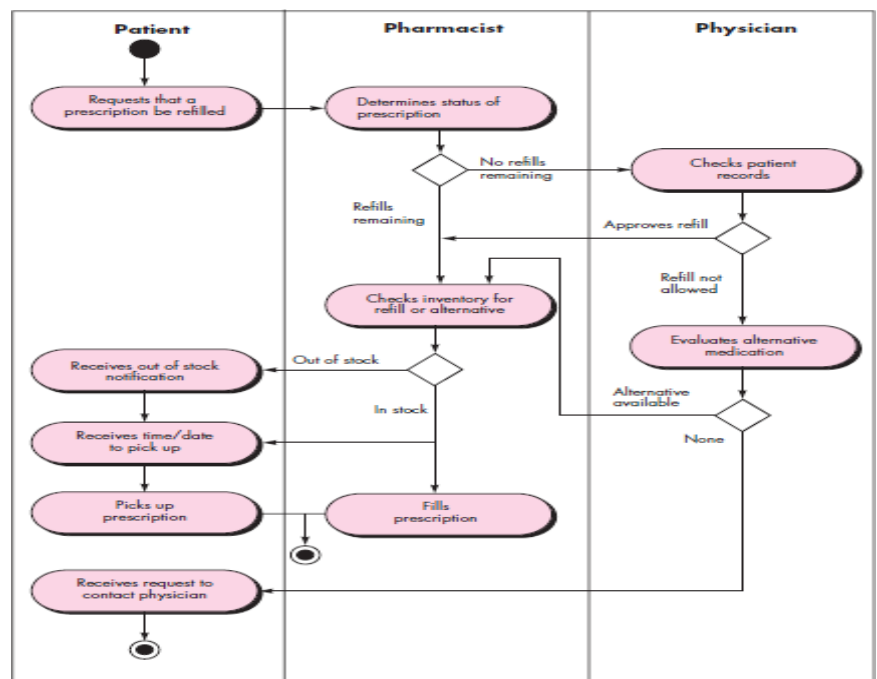 Patient
Pharmacist
Physician
Requests that a
prescription be refilled
Determines status of
prescription
No refills
remaining
Checks patient
records
Refills
remaining
Approves refill
Refill not
allowed
Checks inventory for
refill or alternative
Evaluates alternative
medication
Out of stock
Receives out of stock
notification
In stock
Alternative
available
None
Receives time/date
to pick up
Picks up
prescription
Fills
prescription
Receives request to
contact physician